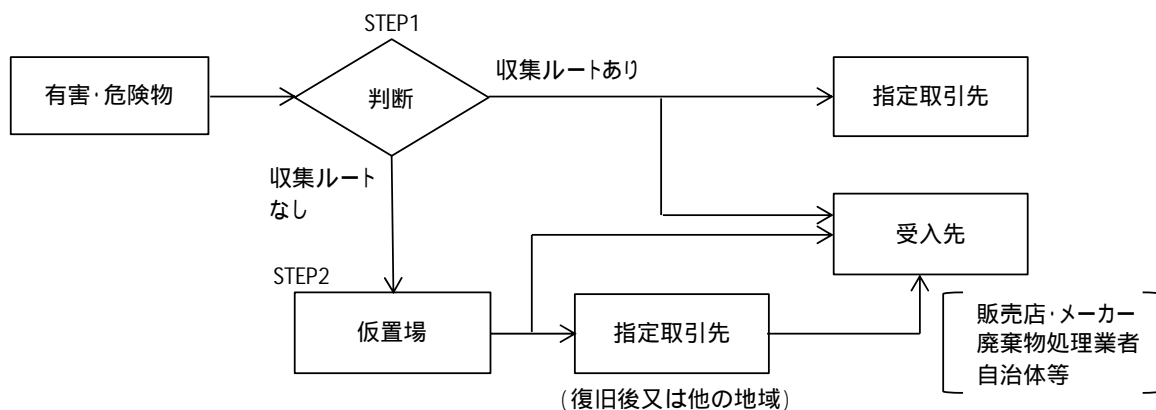 STEP1
有害・危険物
判断
収集ルートあり
指定取引先
収集ルート
なし
受入先
STEP2
仮置場
指定取引先
(復旧後又は他の地域)
販売店・メーカー
廃棄物処理業者
自治体等